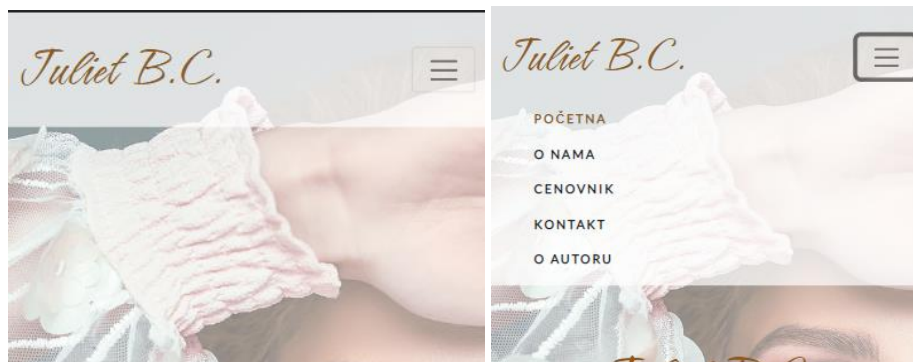 Juliet B.C.
Juliet B.C.
POČETNA
O NAMA
CENOVNIK
KONTAKT
O AUTORU